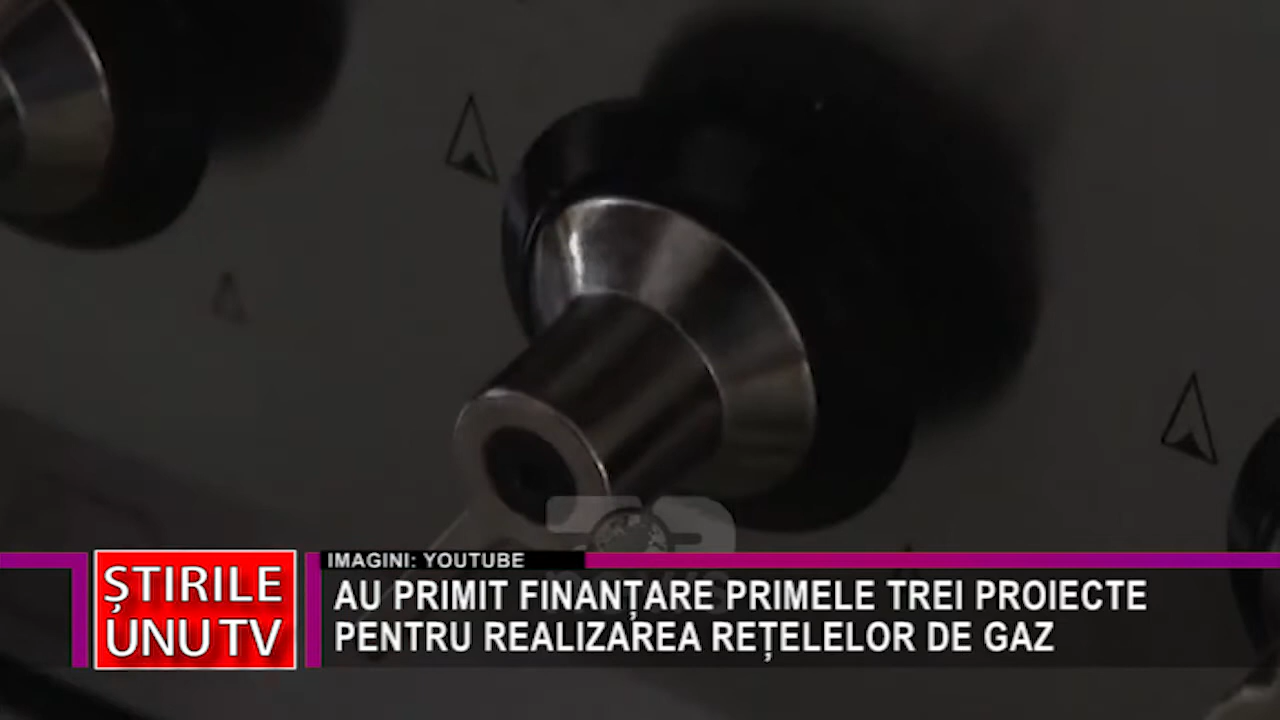 IMAGINI: YOUTUBE
ȘTIRILE
UNU TV
AU PRIMIT FINANȚARE PRIMELE TREI PROIECTE
PENTRU REALIZAREA REȚELELOR DE GAZ